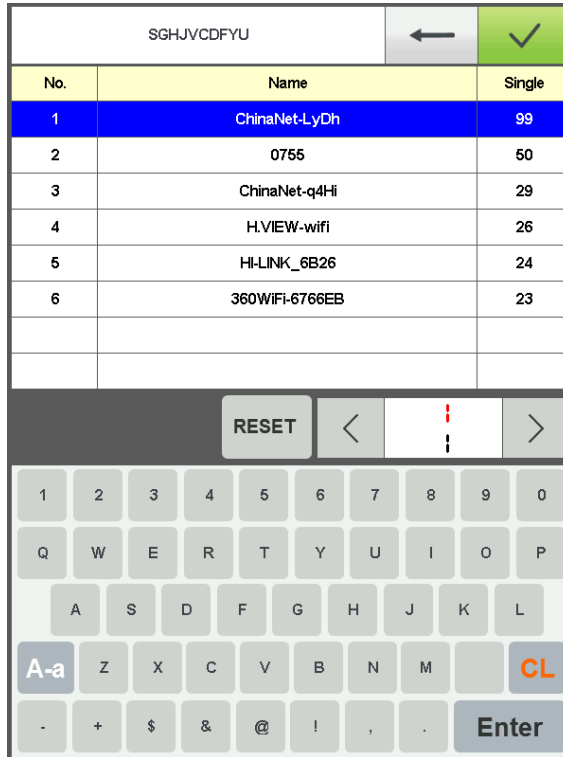 SGHJVCDFYU
No. Name Single
1 ChinaNet-LyDh 99
2 0755 50
3 ChinaNet-q4Hi 29
4 H.VIEW-wifi 26
5 HI-LINK_6B26 24
6 360WiFi-6766EB 23
RESET
1 2 3 4 5 6 7 8 9 0
Q W E R T Y U I O P
A S D F G H J K L
A-a Z X C V B N M CL
- + $ & @ ! , . Enter